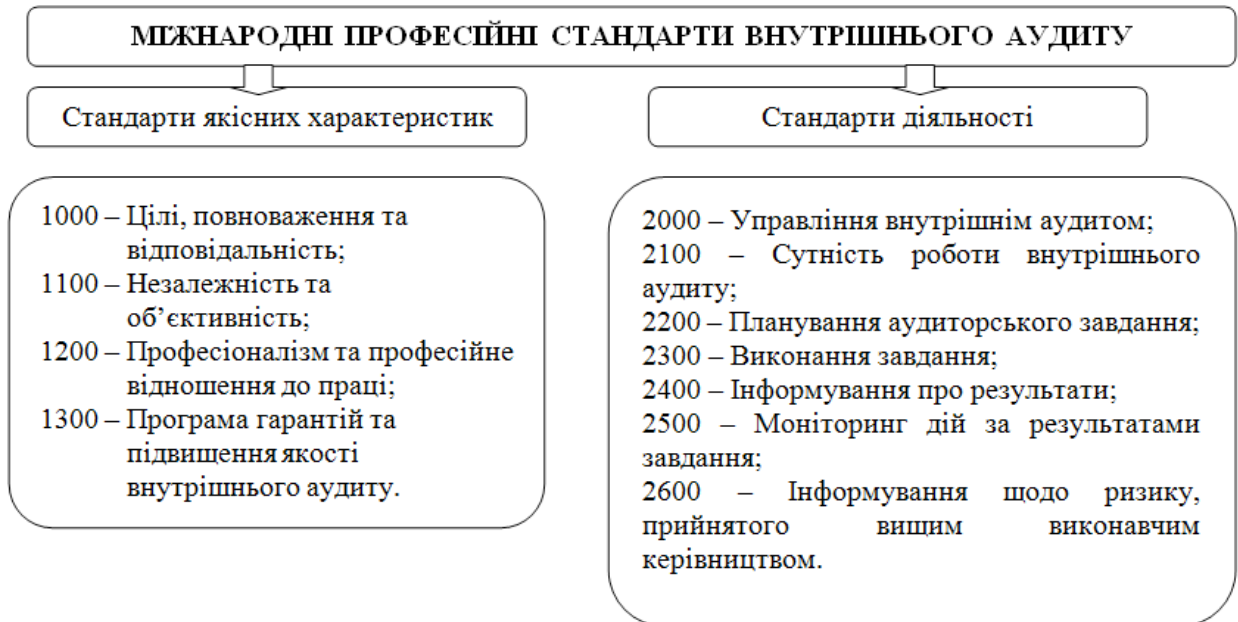 МІЖНАРОДНІ ПРОФЕСІЙНІ СТАНДАРТИ ВНУТРІШНЬОГО АУДИТУ
Стандарти якісних характеристик
Стандарти діяльності
1000 – Цілі, повноваження та
відповідальність;
1100 – Незалежність та
об’єктивність;
1200 – Професіоналізм та професійне
відношення до праці;
1300 – Програма гарантій та
підвищення якості
внутрішнього аудиту.
2000 – Управління внутрішнім аудитом;
2100 – Сутність роботи внутрішнього
аудиту;
2200 – Планування аудиторського завдання;
2300 – Виконання завдання;
2400 – Інформування про результати;
2500 – Моніторинг дій за результатами
завдання;
2600 – Інформування щодо ризику,
прийнятого вищим виконавчим
керівництвом.